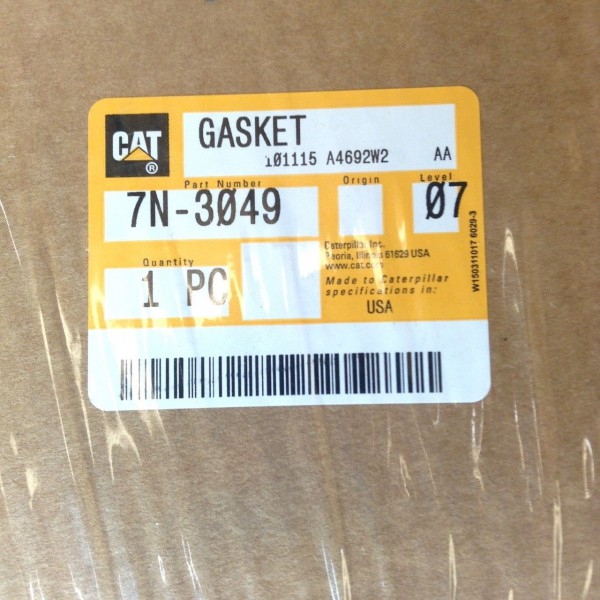 CAT
®
GASKET
101115 A4692W2 AA
Part Number
Origin
Level
7N-3049
07
Quantity
1 PC
Caterpillar Inc.
Peoria, Illinois 61629 USA
www.cat.com
Made to Caterpillar
specifications in:
USA
W150311017 6029-3